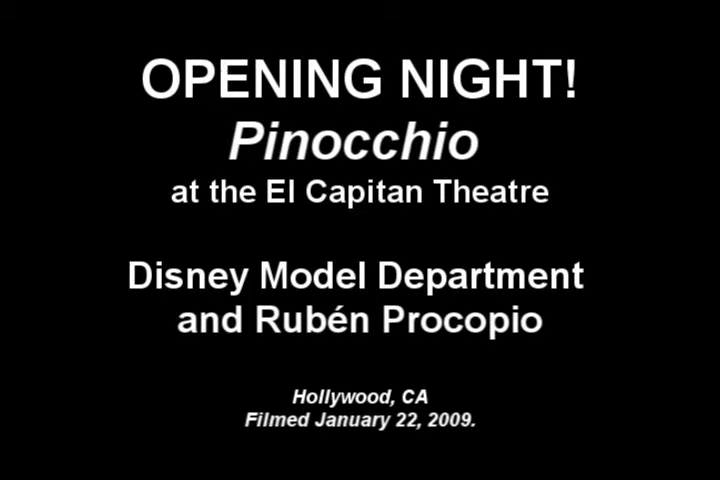 OPENING NIGHT!
Pinocchio
at the El Capitan Theatre
Disney Model Department
and Rubén Procopio
Hollywood, CA
Filmed January 22, 2009.